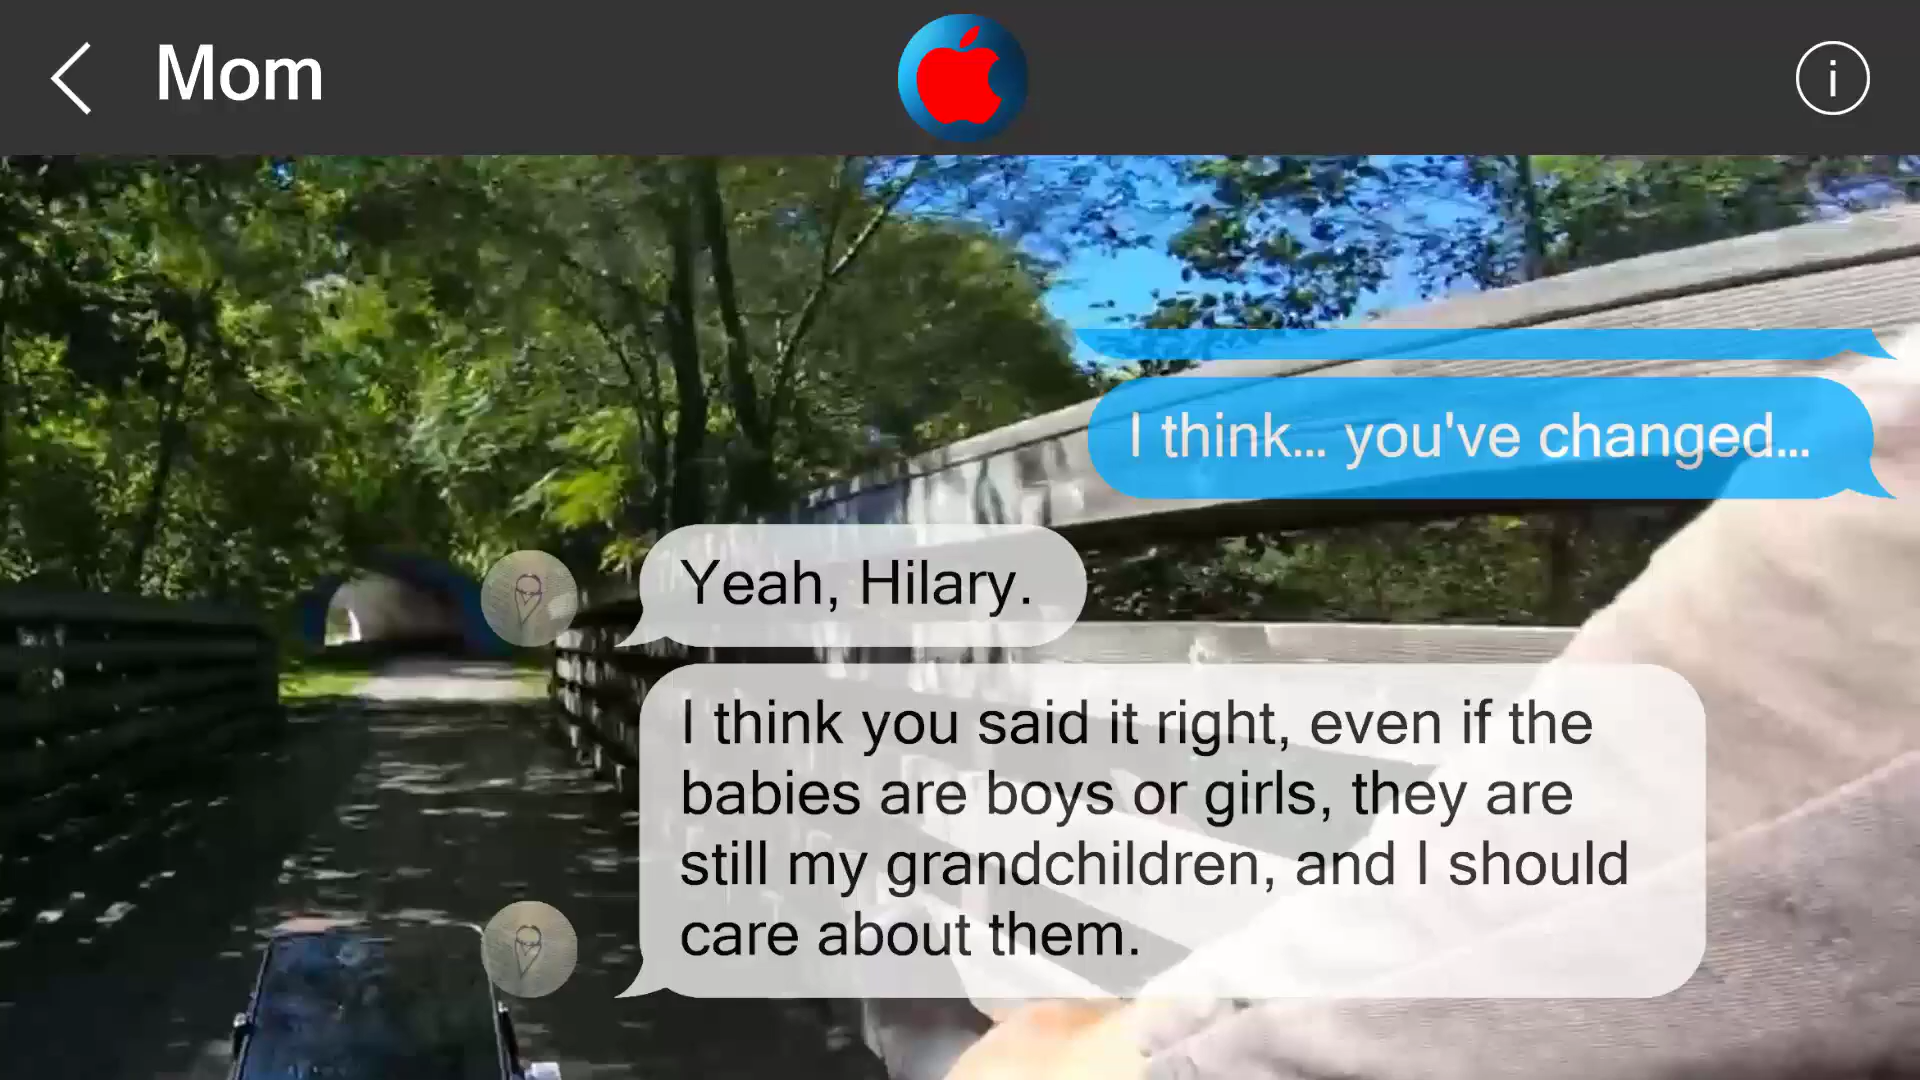 Mom
i
I think... you've changed...
Yeah, Hilary.
I think you said it right, even if the
babies are boys or girls, they are
still my grandchildren, and I should
care about them.